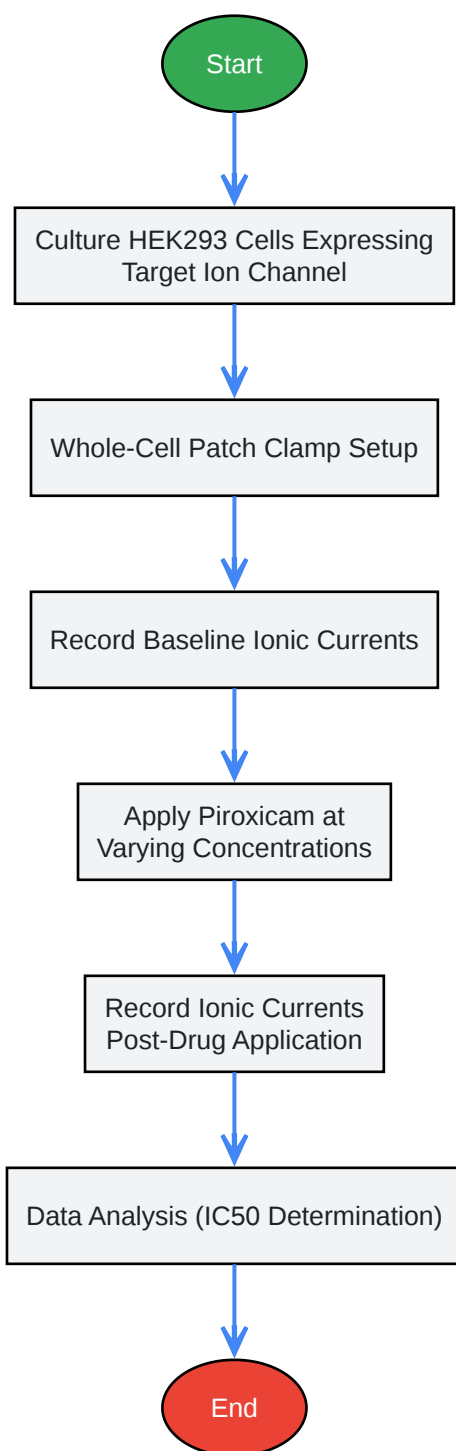 Start
Culture HEK293 Cells Expressing
Target Ion Channel
Whole-Cell Patch Clamp Setup
Record Baseline Ionic Currents
Apply Piroxicam at
Varying Concentrations
Record Ionic Currents
Post-Drug Application
Data Analysis (IC50 Determination)
End